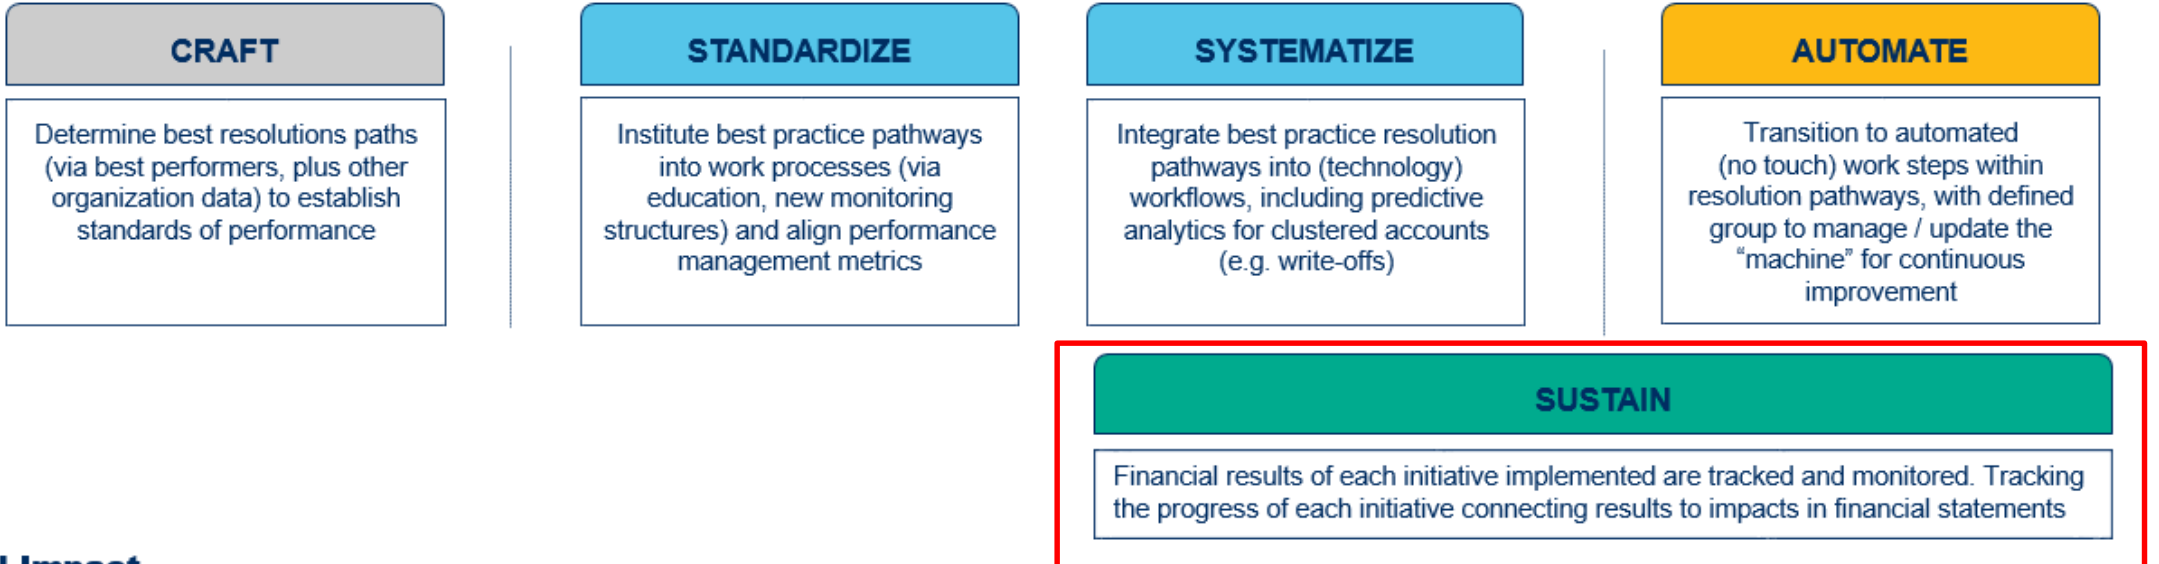 CRAFT
Determine best resolutions paths
(via best performers, plus other
organization data) to establish
standards of performance
STANDARDIZE
Institute best practice pathways
into work processes (via
education, new monitoring
structures) and align performance
management metrics
SYSTEMATIZE
Integrate best practice resolution
pathways into (technology)
workflows, including predictive
analytics for clustered accounts
(e.g. write-offs)
AUTOMATE
Transition to automated
(no touch) work steps within
resolution pathways, with defined
group to manage / update the
“machine” for continuous
improvement
SUSTAIN
Financial results of each initiative implemented are tracked and monitored. Tracking
the progress of each initiative connecting results to impacts in financial statements
Impact